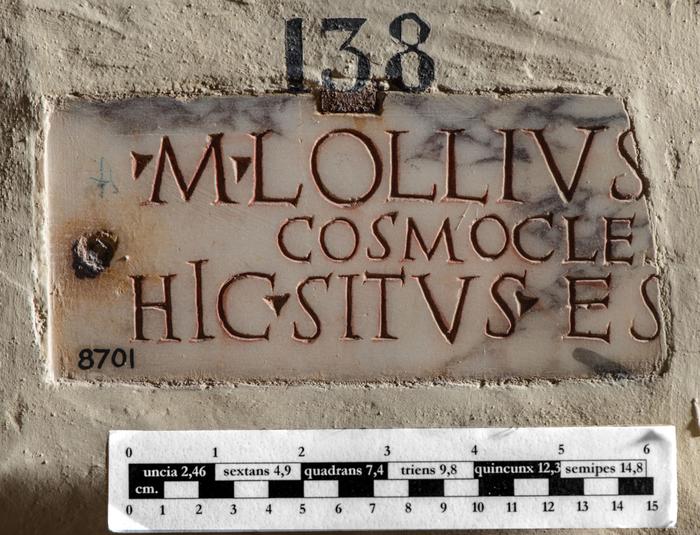 138
·M·LOLLIVS
COSMOCLE
HIC·SITVS·ES
8701
0 1 2 3 4 5 6
uncia 2,46 sextans 4,9 quadrans 7,4 triens 9,8 quincunx 12,3 semipes 14,8
cm.
0 1 2 3 4 5 6 7 8 9 10 11 12 13 14 15